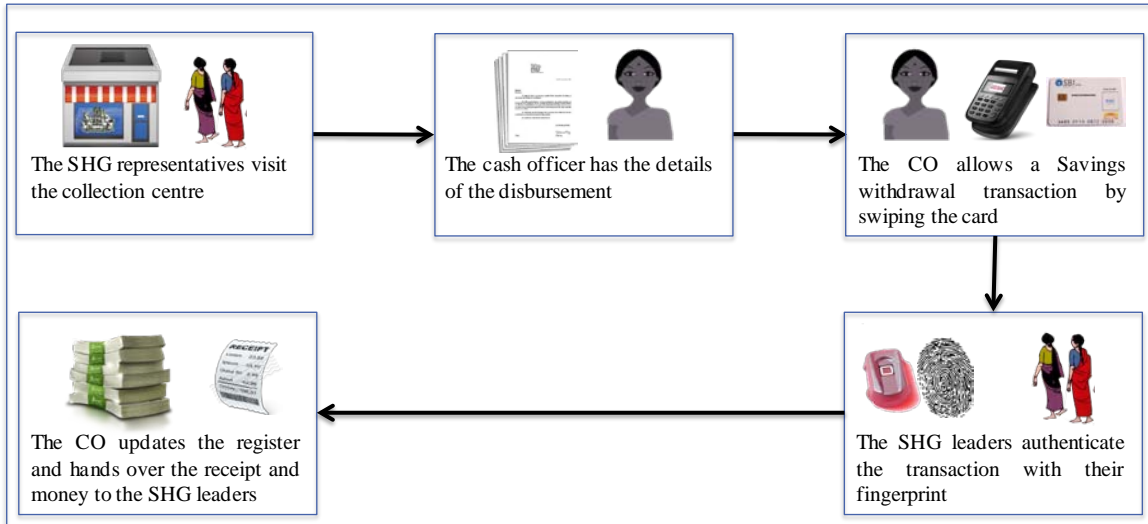 The SHG representatives visit
the collection centre
The cash officer has the details
of the disbursement
SBI
The CO allows a Savings
withdrawal transaction by
swiping the card
The SHG leaders authenticate
the transaction with their
fingerprint
RECEIPT
The CO updates the register
and hands over the receipt and
money to the SHG leaders